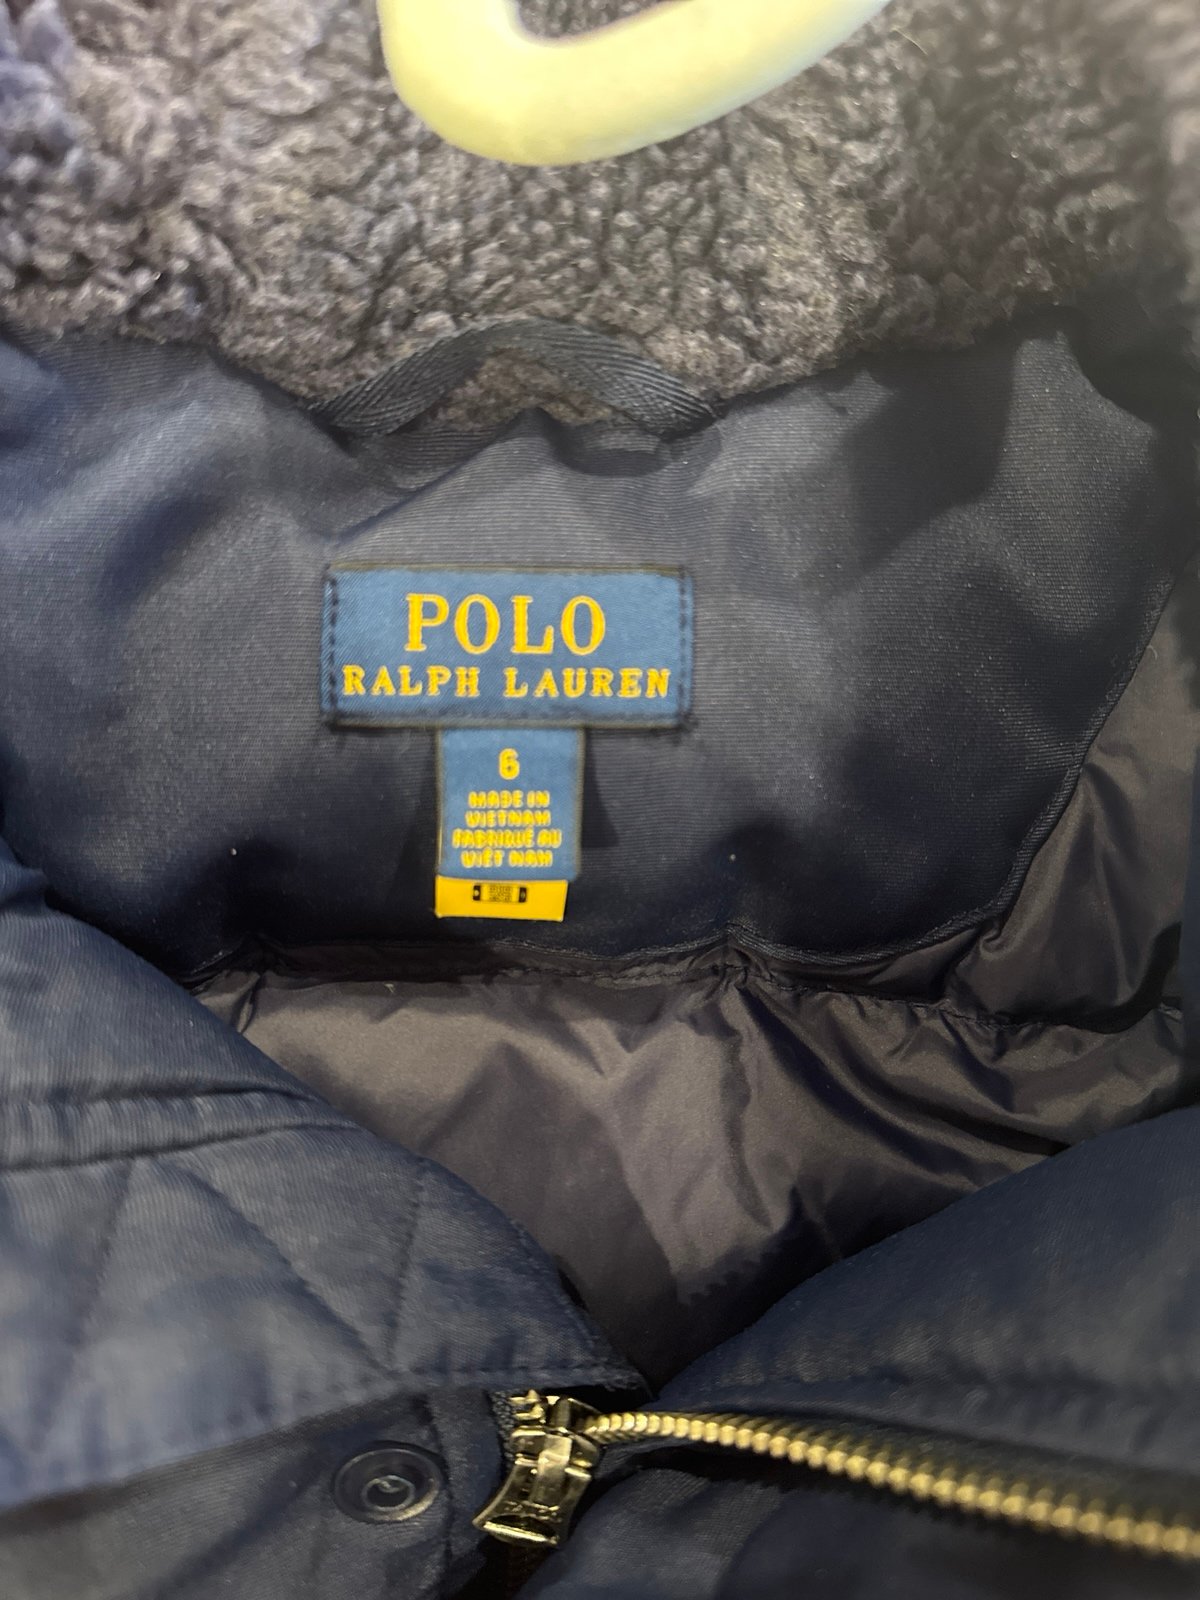 POLO
RALPH LAUREN
6
MADE IN
VIETNAM
FABRIQUÉ AU
VIÊT NAM